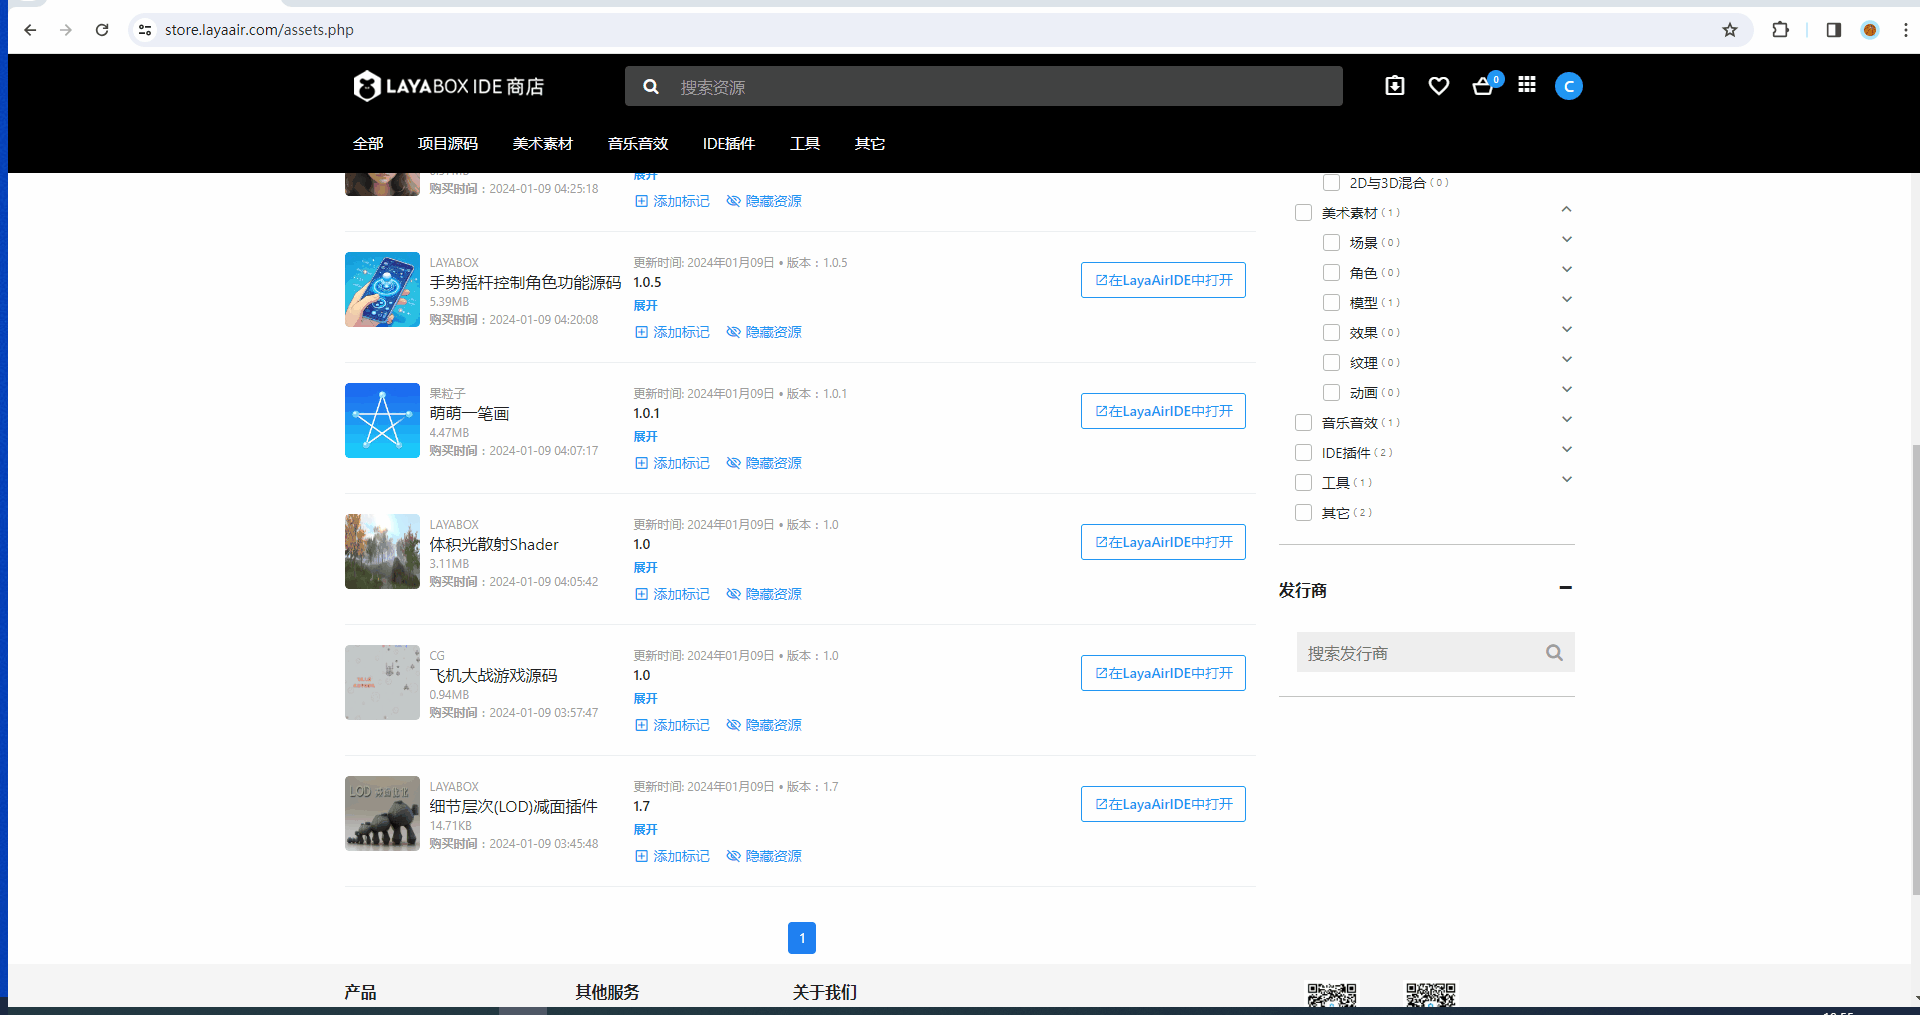 store.layaair.com/assets.php
LAYABOX IDE 商店
搜索资源
0
C
全部 项目源码 美术素材 音乐音效 IDE插件 工具 其它
购买时间：2024-01-09 04:25:18
展开
添加标记 隐藏资源
LAYABOX
手势摇杆控制角色功能源码
5.39MB
购买时间：2024-01-09 04:20:08
更新时间: 2024年01月09日 • 版本：1.0.5
1.0.5
展开
添加标记 隐藏资源
在LayaAirIDE中打开
果粒子
萌萌一笔画
4.47MB
购买时间：2024-01-09 04:07:17
更新时间: 2024年01月09日 • 版本：1.0.1
1.0.1
展开
添加标记 隐藏资源
在LayaAirIDE中打开
LAYABOX
体积光散射Shader
3.11MB
购买时间：2024-01-09 04:05:42
更新时间: 2024年01月09日 • 版本：1.0
1.0
展开
添加标记 隐藏资源
在LayaAirIDE中打开
CG
飞机大战游戏源码
0.94MB
购买时间：2024-01-09 03:57:47
更新时间: 2024年01月09日 • 版本：1.0
1.0
展开
添加标记 隐藏资源
在LayaAirIDE中打开
LAYABOX
细节层次(LOD)减面插件
14.71KB
购买时间：2024-01-09 03:45:48
更新时间: 2024年01月09日 • 版本：1.7
1.7
展开
添加标记 隐藏资源
在LayaAirIDE中打开
1
2D与3D混合（0）
美术素材（1）
场景（0）
角色（0）
模型（1）
效果（0）
纹理（0）
动画（0）
音乐音效（1）
IDE插件（2）
工具（1）
其它（2）
发行商
搜索发行商
产品 其他服务 关于我们